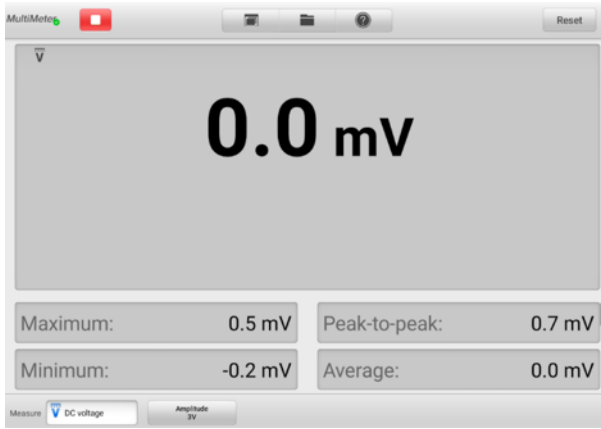 MultiMeter
Reset
V
0.0 mV
Maximum: 0.5 mV
Peak-to-peak: 0.7 mV
Minimum: -0.2 mV
Average: 0.0 mV
Measure
V DC voltage
Amplitude
3V